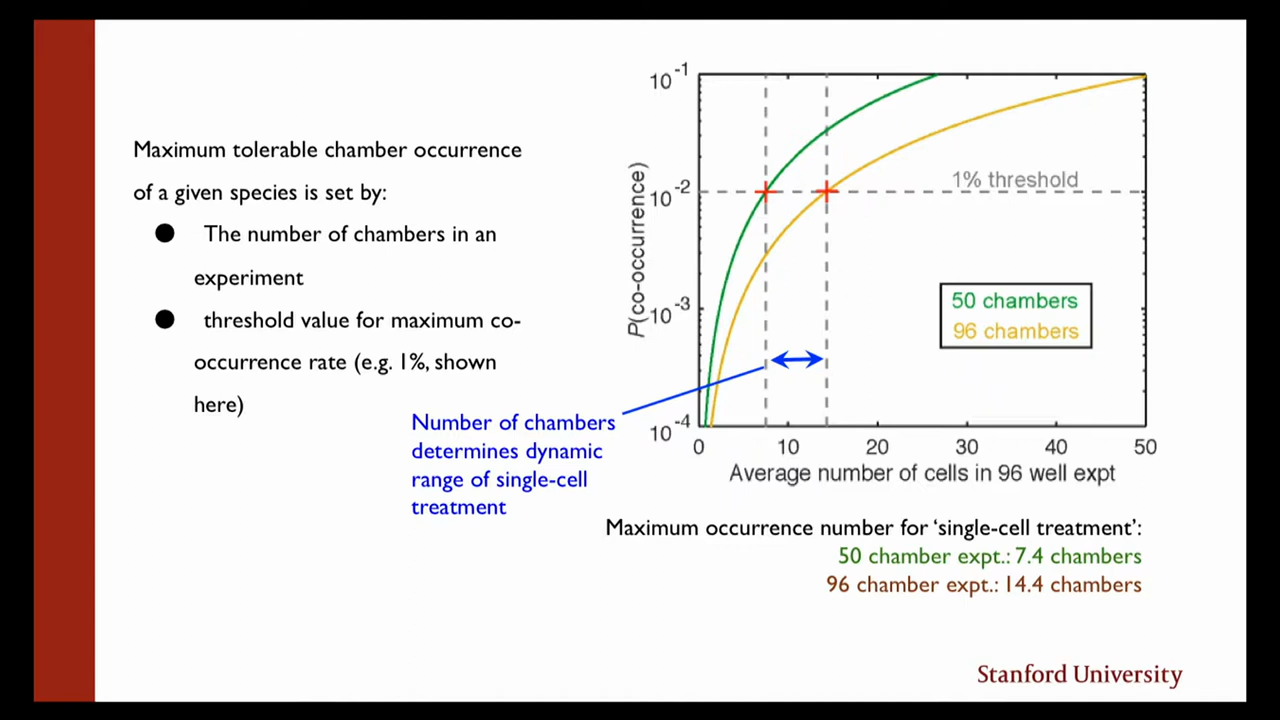 Maximum tolerable chamber occurrence
of a given species is set by:
● The number of chambers in an
experiment
● threshold value for maximum co-
occurrence rate (e.g. 1%, shown
here)
Number of chambers
determines dynamic
range of single-cell
treatment
P(co-occurrence)
10^-1
10^-2
10^-3
10^-4
1% threshold
50 chambers
96 chambers
0 10 20 30 40 50
Average number of cells in 96 well expt
Maximum occurrence number for ‘single-cell treatment’:
50 chamber expt.: 7.4 chambers
96 chamber expt.: 14.4 chambers
Stanford University